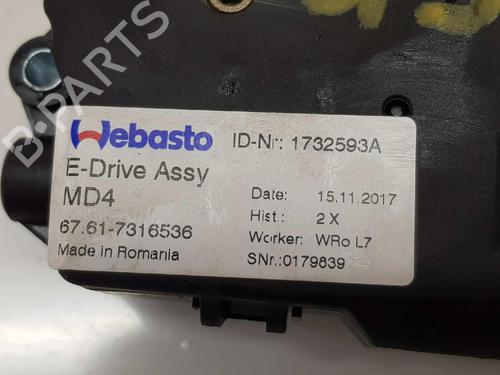 Webasto
ID-Nr: 1732593A
E-Drive Assy
MD4
67.61-7316536
Made in Romania
Date: 15.11.2017
Hist.: 2 X
Worker: WRo L7
SNr.:0179839
B-PARTS